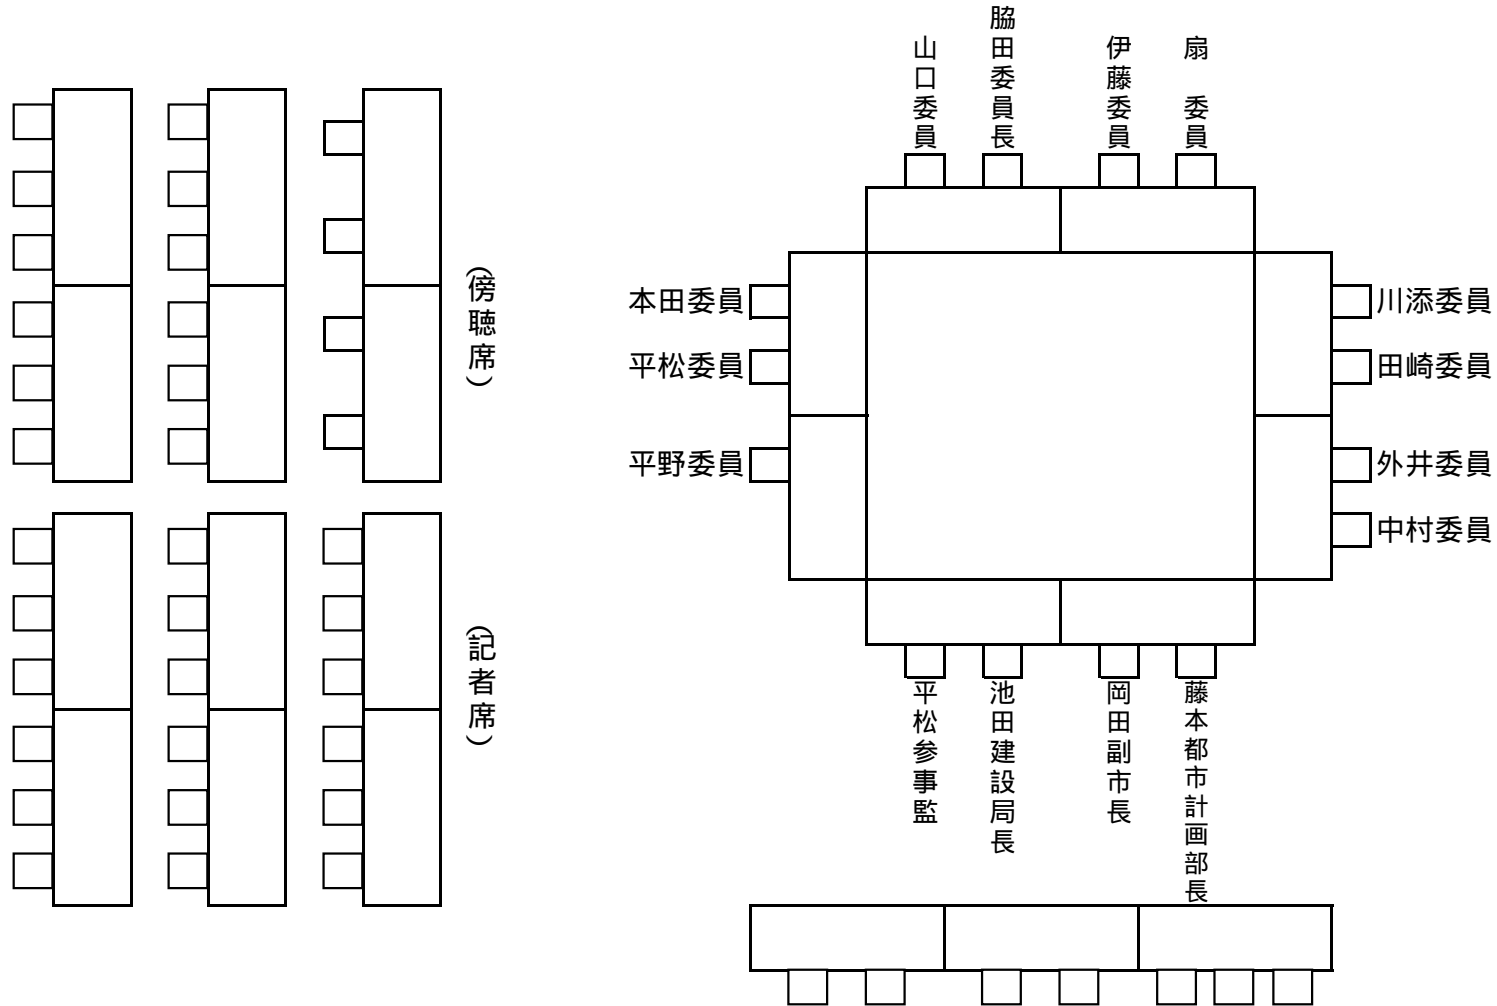 山口委員
脇田委員長
伊藤委員
扇　委員
(傍聴席)
本田委員
平松委員
平野委員
川添委員
田崎委員
外井委員
中村委員
(記者席)
平松参事監
池田建設局長
岡田副市長
藤本都市計画部長